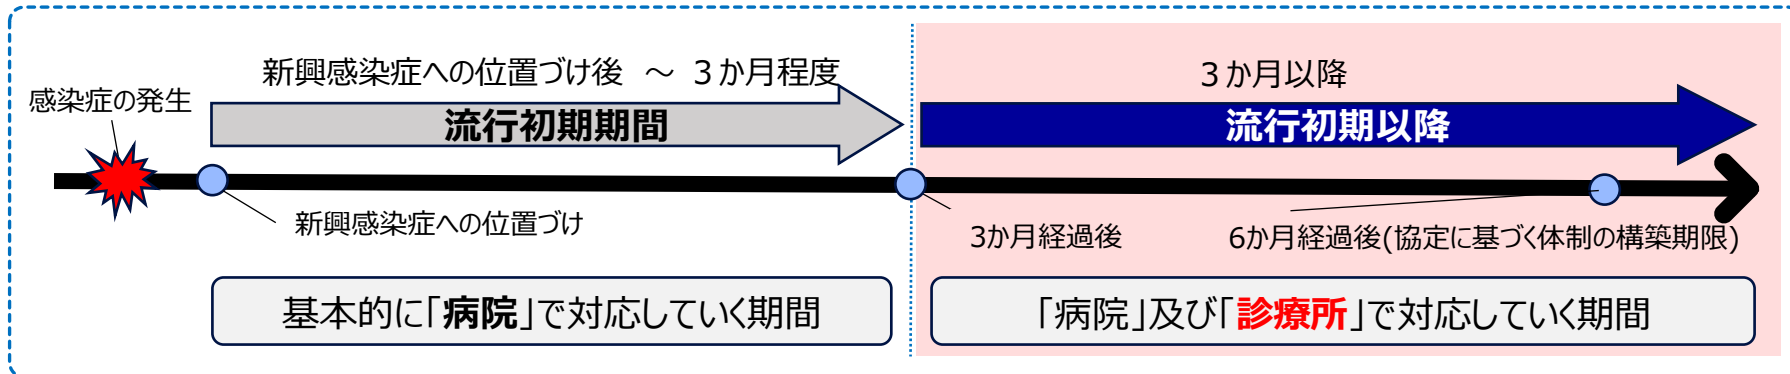 新興感染症への位置づけ後 ～ 3か月程度
3か月以降
感染症の発生
流行初期期間
流行初期以降
新興感染症への位置づけ
3か月経過後
6か月経過後(協定に基づく体制の構築期限)
基本的に「病院」で対応していく期間
「病院」及び「診療所」で対応していく期間